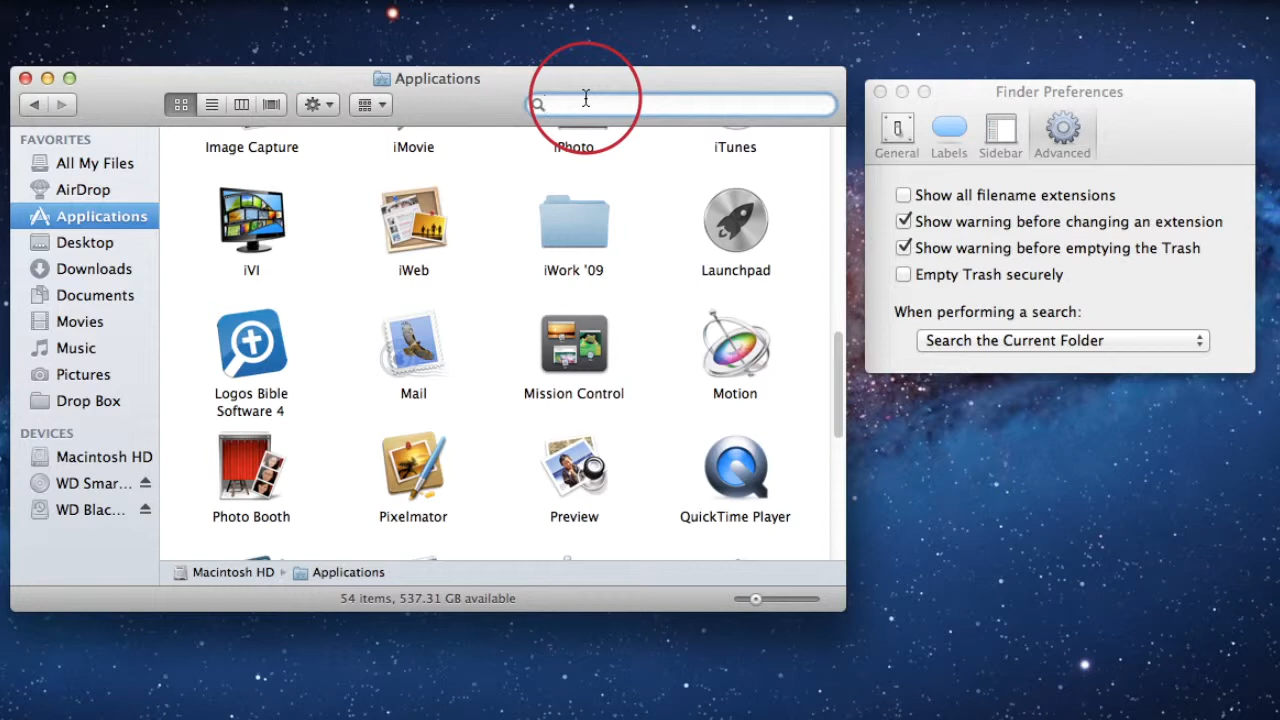 Applications
FAVORITES
All My Files
AirDrop
Applications
Desktop
Downloads
Documents
Movies
Music
Pictures
Drop Box
DEVICES
Macintosh HD
WD Smar...
WD Blac...
Image Capture
iMovie
iPhoto
iTunes
iVI
iWeb
iWork '09
Launchpad
Logos Bible
Software 4
Mail
Mission Control
Motion
Photo Booth
Pixelmator
Preview
QuickTime Player
Macintosh HD
Applications
54 items, 537.31 GB available
Finder Preferences
General
Labels
Sidebar
Advanced
Show all filename extensions
Show warning before changing an extension
Show warning before emptying the Trash
Empty Trash securely
When performing a search:
Search the Current Folder